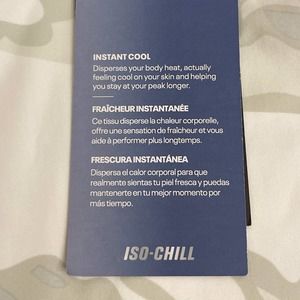 INSTANT COOL
Disperses your body heat, actually
feeling cool on your skin and helping
you stay at your peak longer.
FRAÎCHEUR INSTANTANÉE
Ce tissu disperse la chaleur corporelle,
offre une sensation de fraîcheur et vous
aide à performer plus longtemps.
FRESCURA INSTANTÁNEA
Dispersa el calor corporal para que
realmente sientas tu piel fresca y puedas
mantenerte en tu mejor momento por
más tiempo.
ISO-CHILL